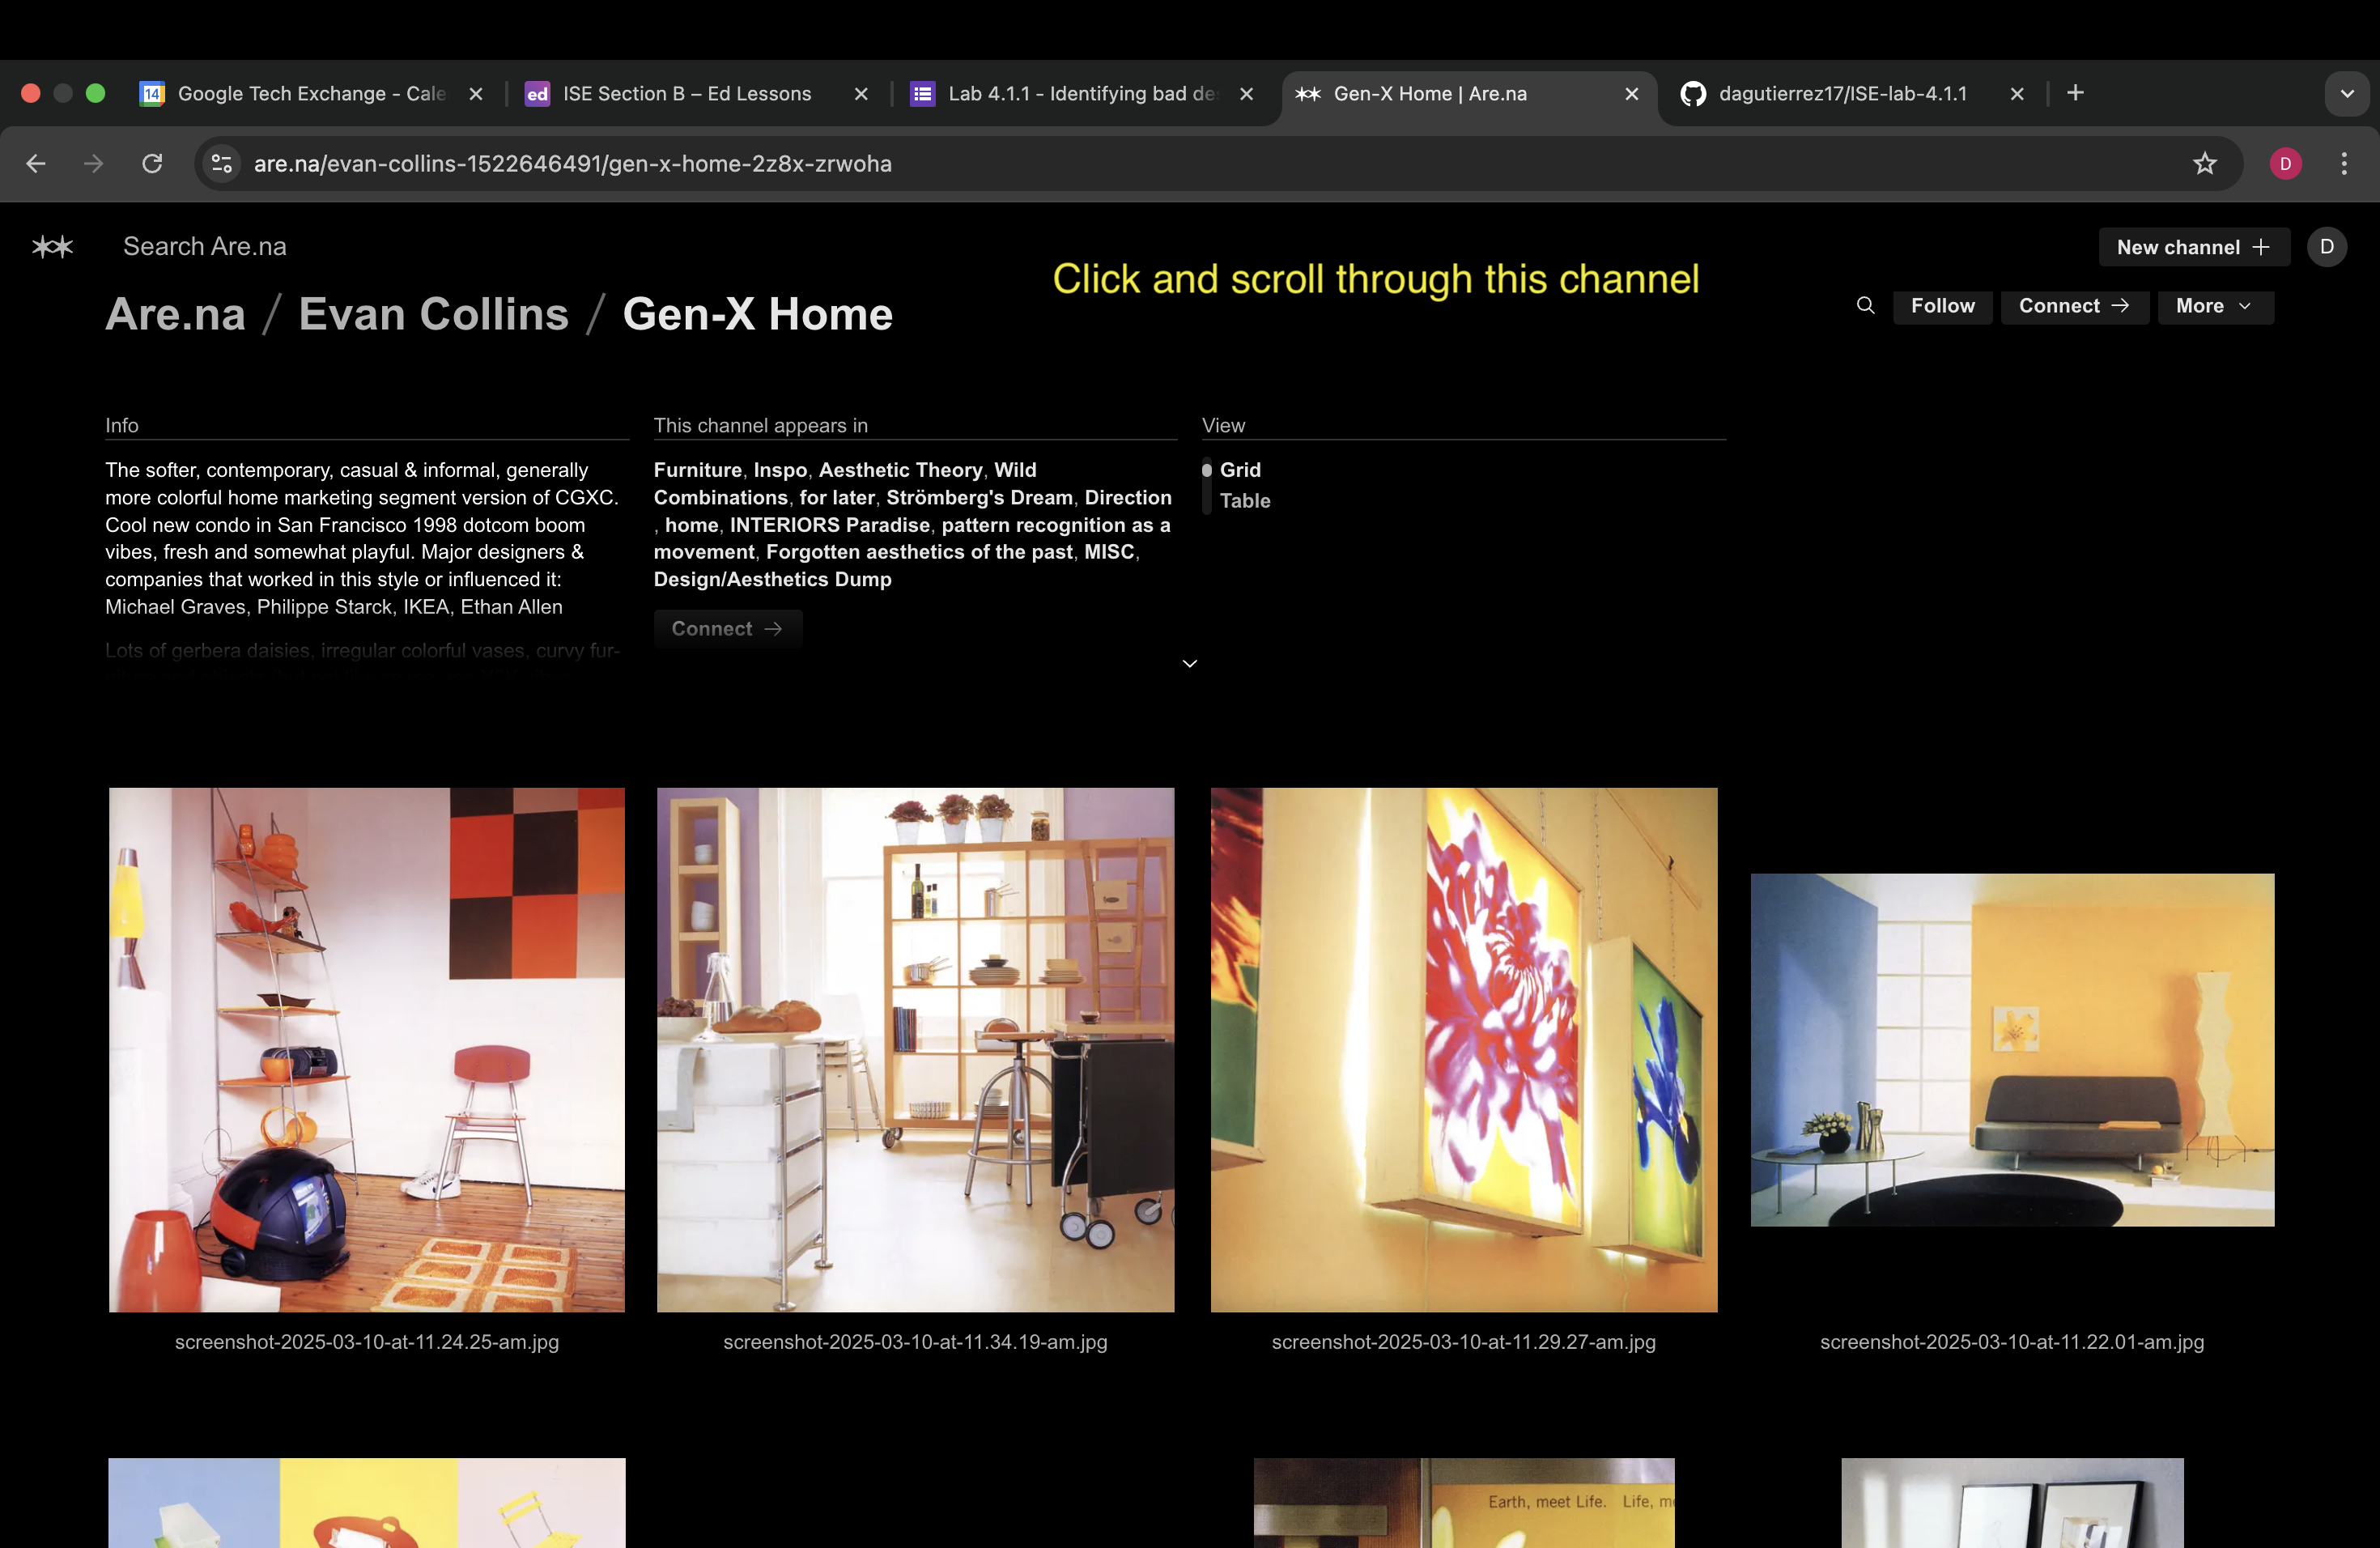 14 Google Tech Exchange - Cale
ed ISE Section B – Ed Lessons
Lab 4.1.1 - Identifying bad de
Gen-X Home | Are.na
dagutierrez17/ISE-lab-4.1.1
are.na/evan-collins-1522646491/gen-x-home-2z8x-zrwoha
D
Search Are.na
New channel
D
Click and scroll through this channel
Are.na / Evan Collins / Gen-X Home
Follow
Connect
More
Info
The softer, contemporary, casual & informal, generally
more colorful home marketing segment version of CGXC.
Cool new condo in San Francisco 1998 dotcom boom
vibes, fresh and somewhat playful. Major designers &
companies that worked in this style or influenced it:
Michael Graves, Philippe Starck, IKEA, Ethan Allen
Lots of gerbera daisies, irregular colorful vases, curvy fur-
This channel appears in
Furniture, Inspo, Aesthetic Theory, Wild
Combinations, for later, Strömberg's Dream, Direction
, home, INTERIORS Paradise, pattern recognition as a
movement, Forgotten aesthetics of the past, MISC,
Design/Aesthetics Dump
Connect
View
Grid
Table
screenshot-2025-03-10-at-11.24.25-am.jpg
screenshot-2025-03-10-at-11.34.19-am.jpg
screenshot-2025-03-10-at-11.29.27-am.jpg
screenshot-2025-03-10-at-11.22.01-am.jpg
Earth, meet Life. Life, m